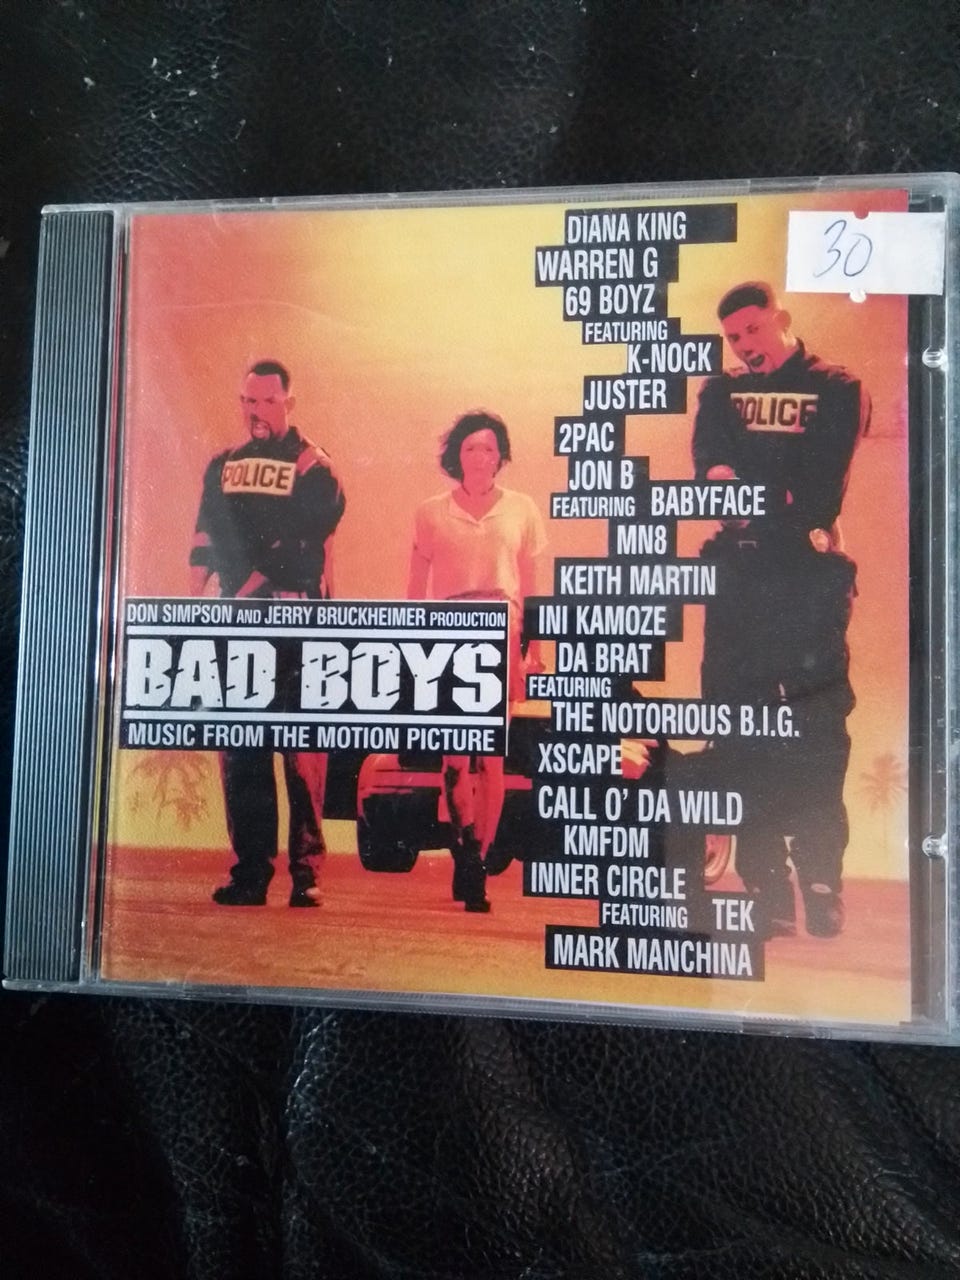 30
DIANA KING
WARREN G
69 BOYZ
FEATURING
K-NOCK
JUSTER
2PAC
JON B
FEATURING BABYFACE
MN8
KEITH MARTIN
INI KAMOZE
DA BRAT
FEATURING
THE NOTORIOUS B.I.G.
XSCAPE
CALL O' DA WILD
KMFDM
INNER CIRCLE
FEATURING TEK
MARK MANCHINA
POLICE
POLICE
DON SIMPSON AND JERRY BRUCKHEIMER PRODUCTION
BAD BOYS
MUSIC FROM THE MOTION PICTURE